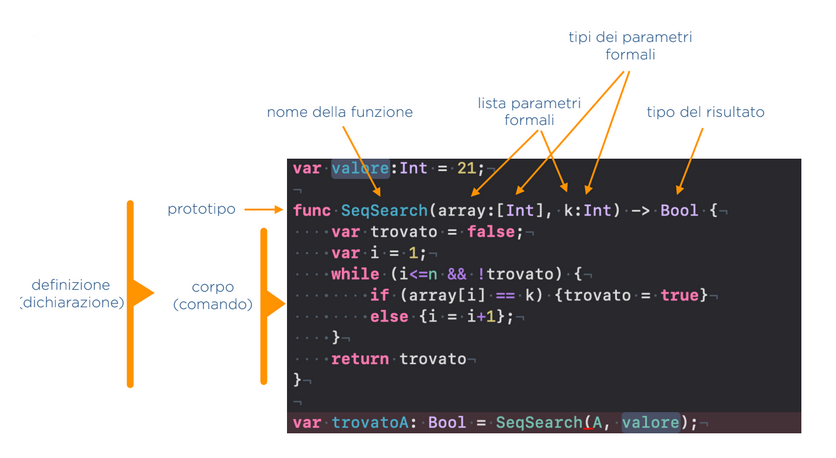 tipi dei parametri
formali
nome della funzione
lista parametri
formali
tipo del risultato
prototipo
definizione
(dichiarazione)
corpo
(comando)
var·valore:Int·=·21;¬
¬
func·SeqSearch(array:[Int],·k:Int)·->·Bool·{¬
····var·trovato·=·false;¬
····var·i·=·1;¬
····while·(i<=n·&&·!trovato)·{¬
········if·(array[i]·==·k)·{trovato·=·true}¬
········else·{i·=·i+1};¬
····}¬
····return·trovato¬
}¬
¬
var·trovatoA:·Bool·=·SeqSearch(A,·valore);¬